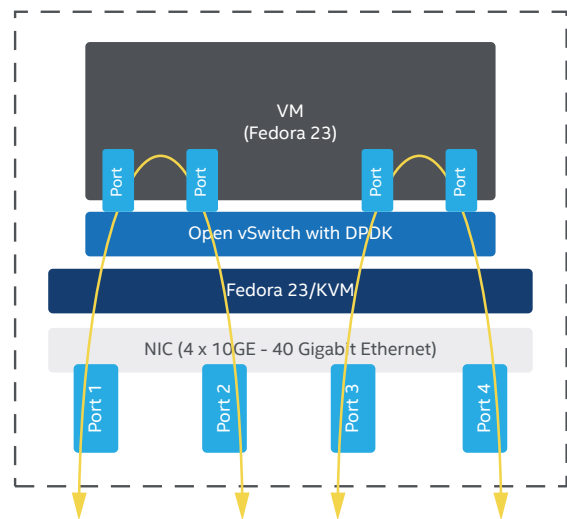 VM
(Fedora 23)
Port
Port
Port
Port
Open vSwitch with DPDK
Fedora 23/KVM
NIC (4 x 10GE - 40 Gigabit Ethernet)
Port 1
Port 2
Port 3
Port 4